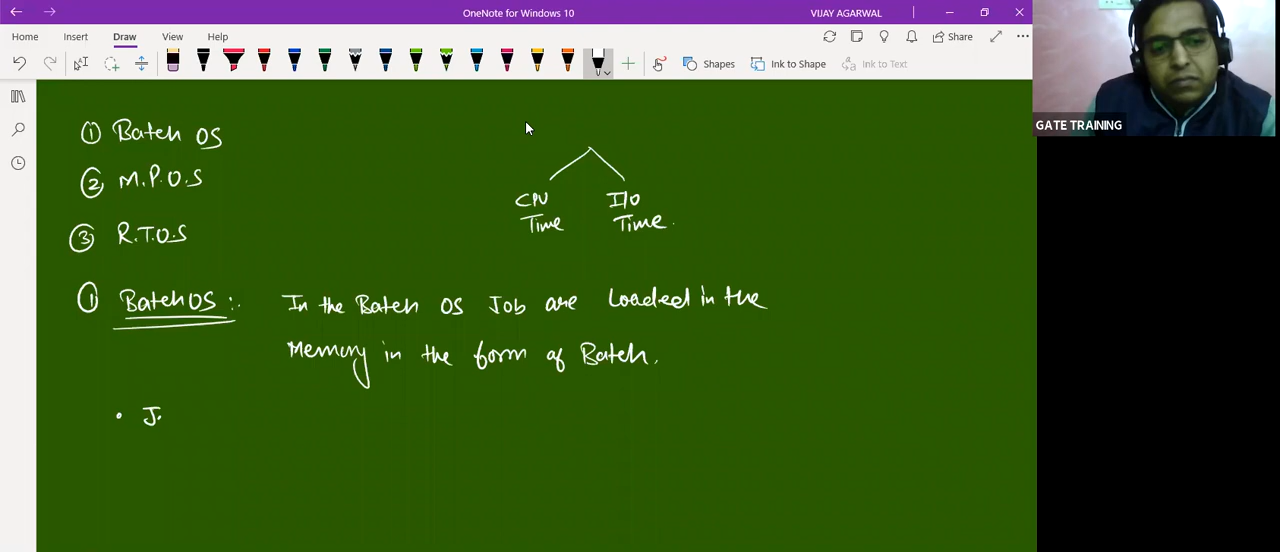 OneNote for Windows 10
VIJAY AGARWAL
Home Insert Draw View Help
Share
Shapes
Ink to Shape
Ink to Text
GATE TRAINING
① Batch OS
② M.P.O.S
③ R.T.O.S
CPU Time
I/O Time.
① Batch OS :. In the Batch OS Job are Loaded in the
Memory in the form of Batch.
• J.